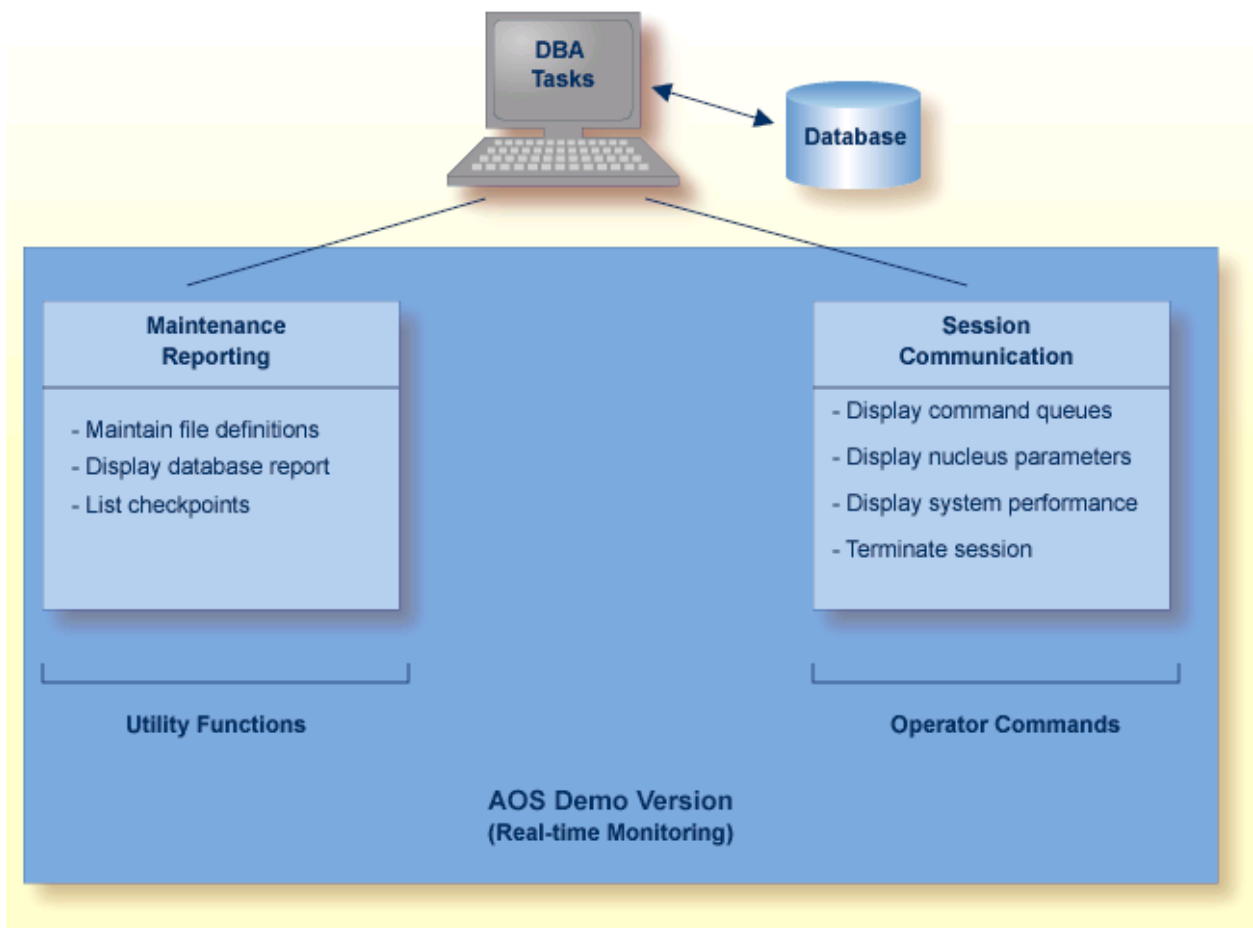 DBA
Tasks
Database
Maintenance
Reporting
- Maintain file definitions
- Display database report
- List checkpoints
Session
Communication
- Display command queues
- Display nucleus parameters
- Display system performance
- Terminate session
Utility Functions
Operator Commands
AOS Demo Version
(Real-time Monitoring)